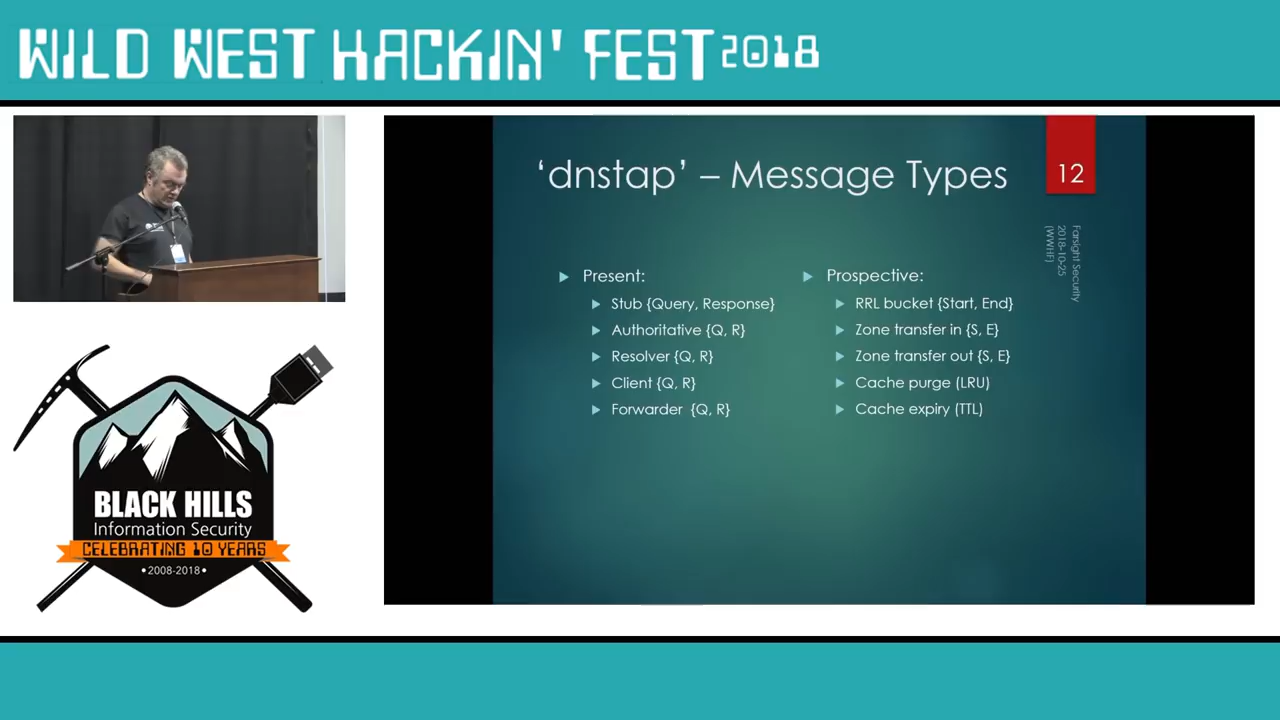 WILD WEST HACKIN' FEST 2018
‘dnstap’ – Message Types
12
Farsight Security
2018-10-25
(WWHF)
Present:
Stub {Query, Response}
Authoritative {Q, R}
Resolver {Q, R}
Client {Q, R}
Forwarder {Q, R}
Prospective:
RRL bucket {Start, End}
Zone transfer in {S, E}
Zone transfer out {S, E}
Cache purge (LRU)
Cache expiry (TTL)
BLACK HILLS
Information Security
CELEBRATING 10 YEARS
•2008-2018•